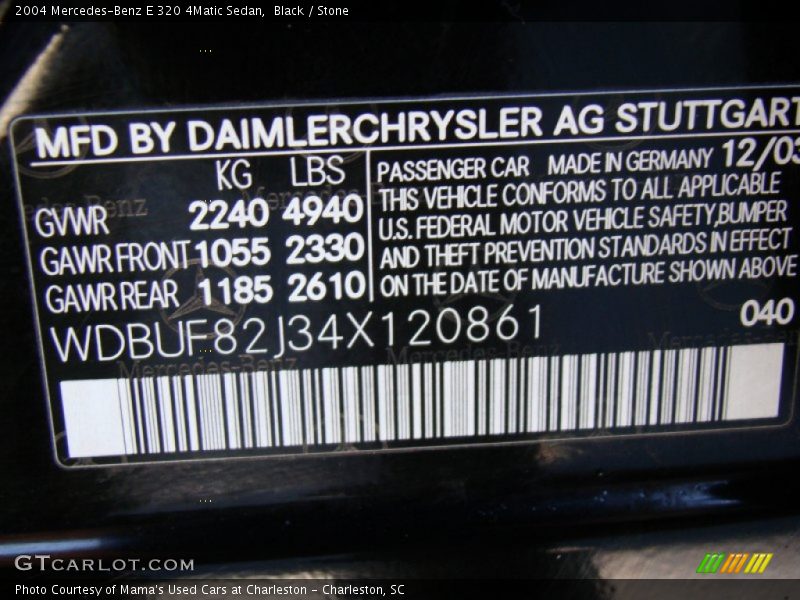 2004 Mercedes-Benz E 320 4Matic Sedan, Black / Stone
MFD BY DAIMLERCHRYSLER AG STUTTGART
KG LBS
GVWR 2240 4940
GAWR FRONT 1055 2330
GAWR REAR 1185 2610
PASSENGER CAR MADE IN GERMANY 12/03
THIS VEHICLE CONFORMS TO ALL APPLICABLE
U.S. FEDERAL MOTOR VEHICLE SAFETY, BUMPER
AND THEFT PREVENTION STANDARDS IN EFFECT
ON THE DATE OF MANUFACTURE SHOWN ABOVE
WDBUF82J34X120861
040
Mercedes-Benz
GTCARLOT.COM
Photo Courtesy of Mama's Used Cars at Charleston - Charleston, SC